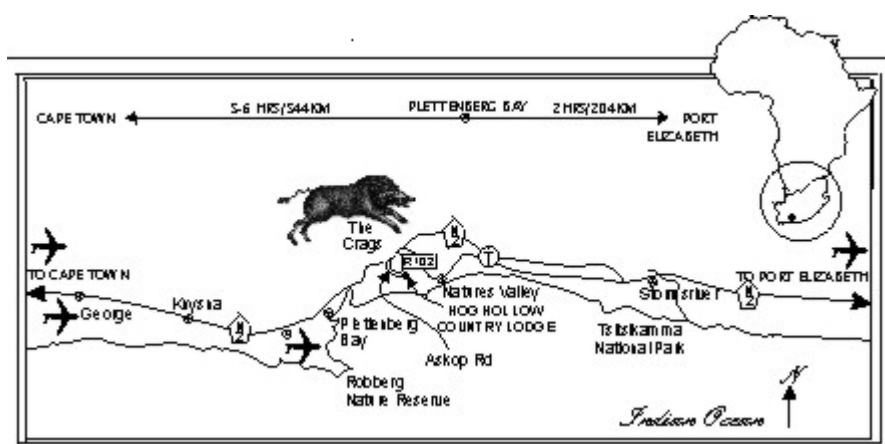 5-6 HRS/544KM
PLETTENBERG BAY
2 HRS/204KM
CAPE TOWN
PORT
ELIZABETH
The
Crags
N
2
T
R102
TO CAPE TOWN
TO PORT ELIZABETH
Natures Valley
Stormsriver
N
2
George
Knysna
N
2
HOG HOLLOW
COUNTRY LODGE
Plettenberg
Bay
Tsitsikamma
National Park
Askop Rd
Robberg
Nature Reserve
N
Indian Ocean